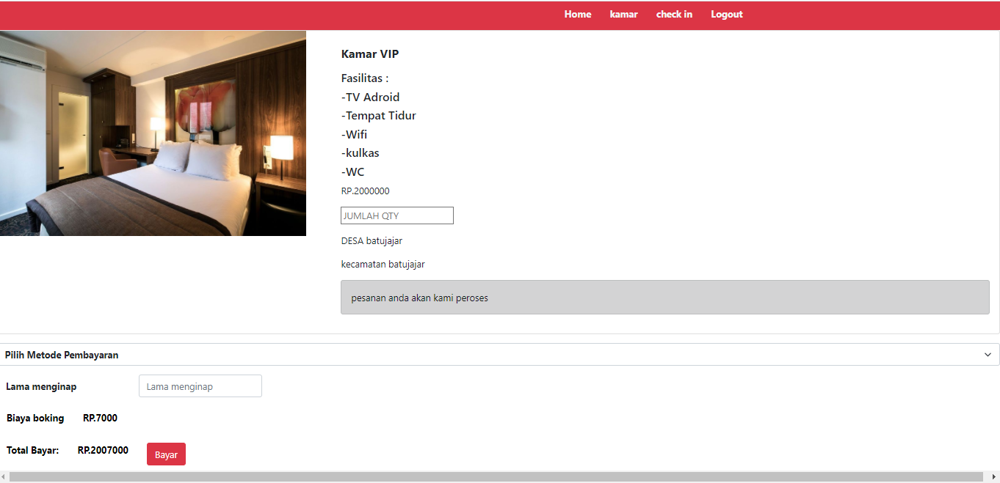 Home kamar check in Logout
Kamar VIP
Fasilitas :
-TV Adroid
-Tempat Tidur
-Wifi
-kulkas
-WC
RP.2000000
JUMLAH QTY
DESA batujajar
kecamatan batujajar
pesanan anda akan kami peroses
Pilih Metode Pembayaran
Lama menginap Lama menginap
Biaya boking RP.7000
Total Bayar: RP.2007000 Bayar